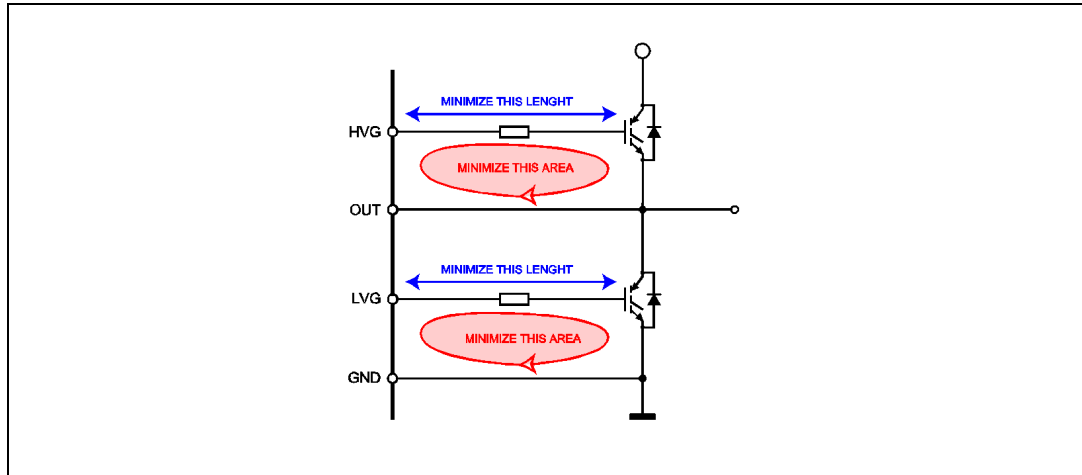 MINIMIZE THIS LENGHT
HVG
MINIMIZE THIS AREA
OUT
MINIMIZE THIS LENGHT
LVG
MINIMIZE THIS AREA
GND